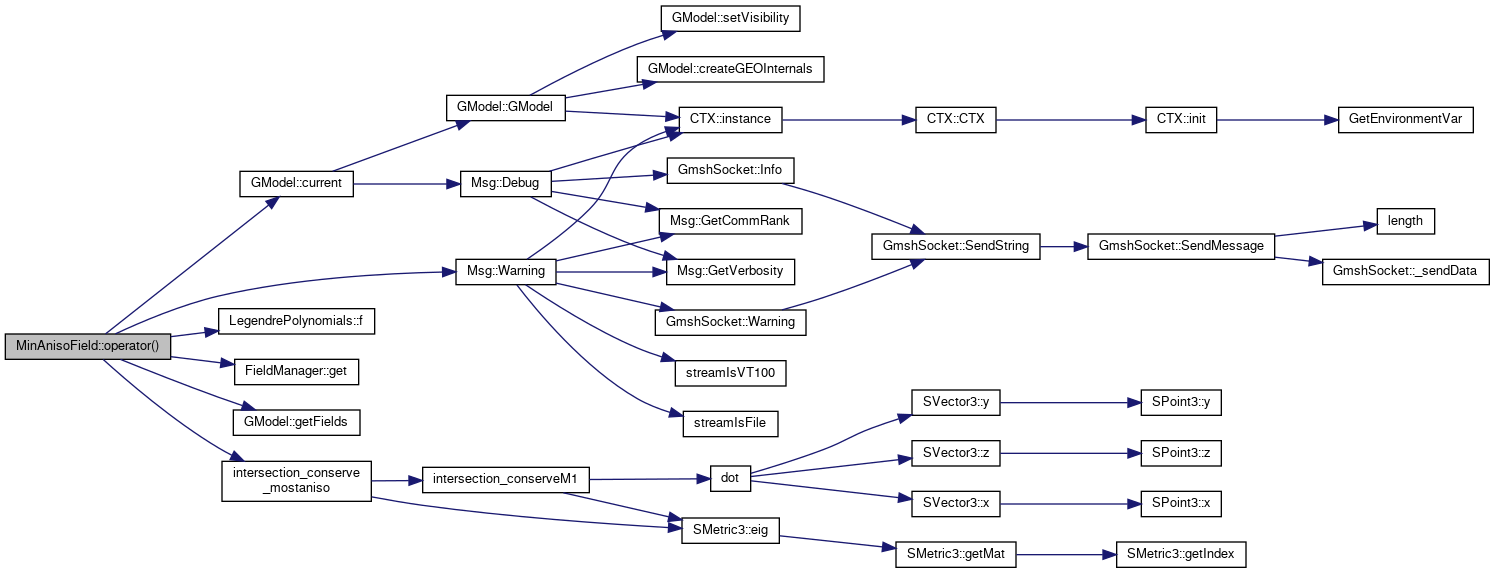 GModel::setVisibility
GModel::createGEOInternals
GModel::GModel
CTX::instance
CTX::CTX
CTX::init
GetEnvironmentVar
GModel::current
Msg::Debug
GmshSocket::Info
Msg::GetCommRank
length
GmshSocket::SendString
GmshSocket::SendMessage
Msg::Warning
Msg::GetVerbosity
GmshSocket::_sendData
LegendrePolynomials::f
GmshSocket::Warning
MinAnisoField::operator()
FieldManager::get
streamIsVT100
GModel::getFields
streamIsFile
SVector3::y
SPoint3::y
SVector3::z
SPoint3::z
intersection_conserve
_mostaniso
intersection_conserveM1
dot
SVector3::x
SPoint3::x
SMetric3::eig
SMetric3::getMat
SMetric3::getIndex